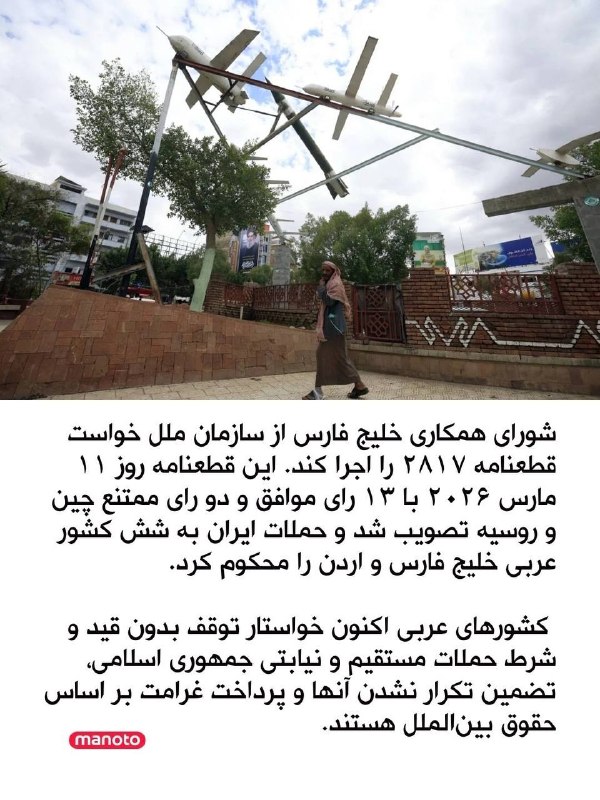 شورای همکاری خلیج فارس از سازمان ملل خواست
قطعنامه ۲۸۱۷ را اجرا کند. این قطعنامه روز ۱۱
مارس ۲۰۲۶ با ۱۳ رای موافق و دو رای ممتنع چین
و روسیه تصویب شد و حملات ایران به شش کشور
عربی خلیج فارس و اردن را محکوم کرد.
کشورهای عربی اکنون خواستار توقف بدون قید و
شرط حملات مستقیم و نیابتی جمهوری اسلامی،
تضمین تکرار نشدن آنها و پرداخت غرامت بر اساس
حقوق بین‌الملل هستند.
manoto